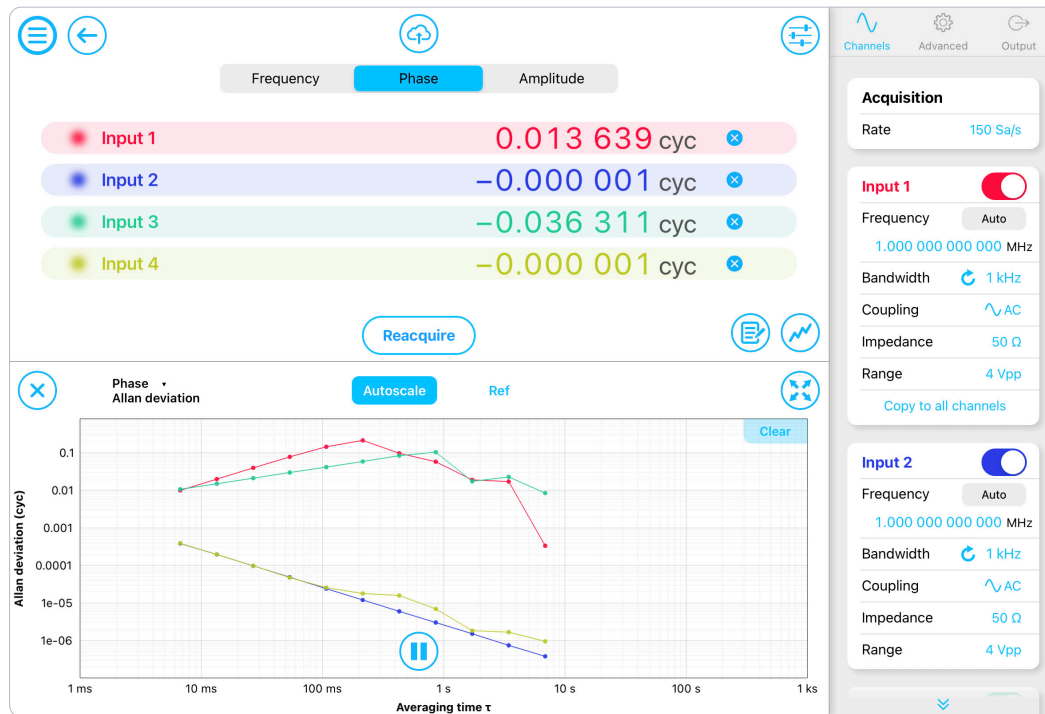 Frequency Phase Amplitude
Input 1 0.013 639 cyc
Input 2 −0.000 001 cyc
Input 3 −0.036 311 cyc
Input 4 −0.000 001 cyc
Reacquire
Phase
Allan deviation
Autoscale Ref
Clear
Allan deviation (cyc)
0.1
0.01
0.001
0.0001
1e-05
1e-06
1 ms 10 ms 100 ms 1 s 10 s 100 s 1 ks
Averaging time τ
Channels Advanced Output
Acquisition
Rate 150 Sa/s
Input 1
Frequency Auto
1.000 000 000 000 MHz
Bandwidth 1 kHz
Coupling AC
Impedance 50 Ω
Range 4 Vpp
Copy to all channels
Input 2
Frequency Auto
1.000 000 000 000 MHz
Bandwidth 1 kHz
Coupling AC
Impedance 50 Ω
Range 4 Vpp